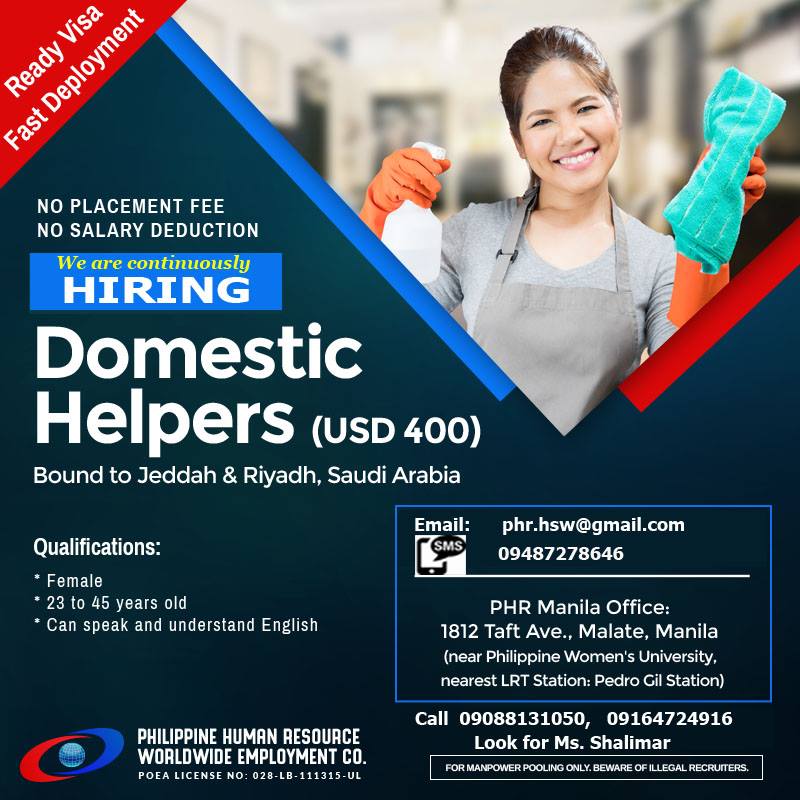 Ready Visa
Fast Deployment
NO PLACEMENT FEE
NO SALARY DEDUCTION
We are continuously
HIRING
Domestic
Helpers (USD 400)
Bound to Jeddah & Riyadh, Saudi Arabia
Qualifications:
* Female
* 23 to 45 years old
* Can speak and understand English
Email: phr.hsw@gmail.com
SMS 09487278646
PHR Manila Office:
1812 Taft Ave., Malate, Manila
(near Philippine Women's University,
nearest LRT Station: Pedro Gil Station)
Call 09088131050, 09164724916
Look for Ms. Shalimar
FOR MANPOWER POOLING ONLY. BEWARE OF ILLEGAL RECRUITERS.
PHILIPPINE HUMAN RESOURCE
WORLDWIDE EMPLOYMENT CO.
POEA LICENSE NO: 028-LB-111315-UL